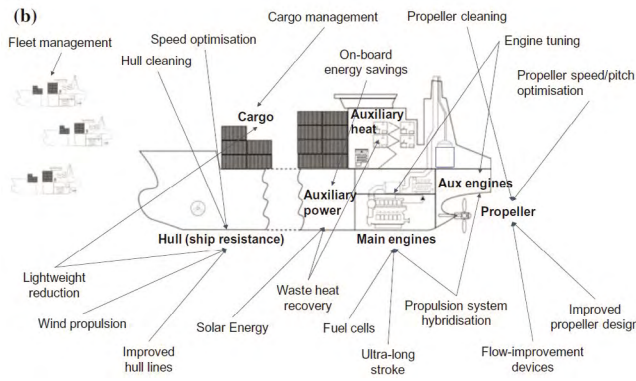 (b)
Cargo management
Propeller cleaning
Fleet management
Speed optimisation
Engine tuning
Hull cleaning
On-board
energy savings
Propeller speed/pitch
optimisation
Cargo
Auxiliary
heat
Auxiliary
power
Aux engines
Propeller
Hull (ship resistance)
Main engines
Lightweight
reduction
Waste heat
recovery
Propulsion system
hybridisation
Improved
propeller design
Wind propulsion
Solar Energy
Fuel cells
Improved
hull lines
Ultra-long
stroke
Flow-improvement
devices